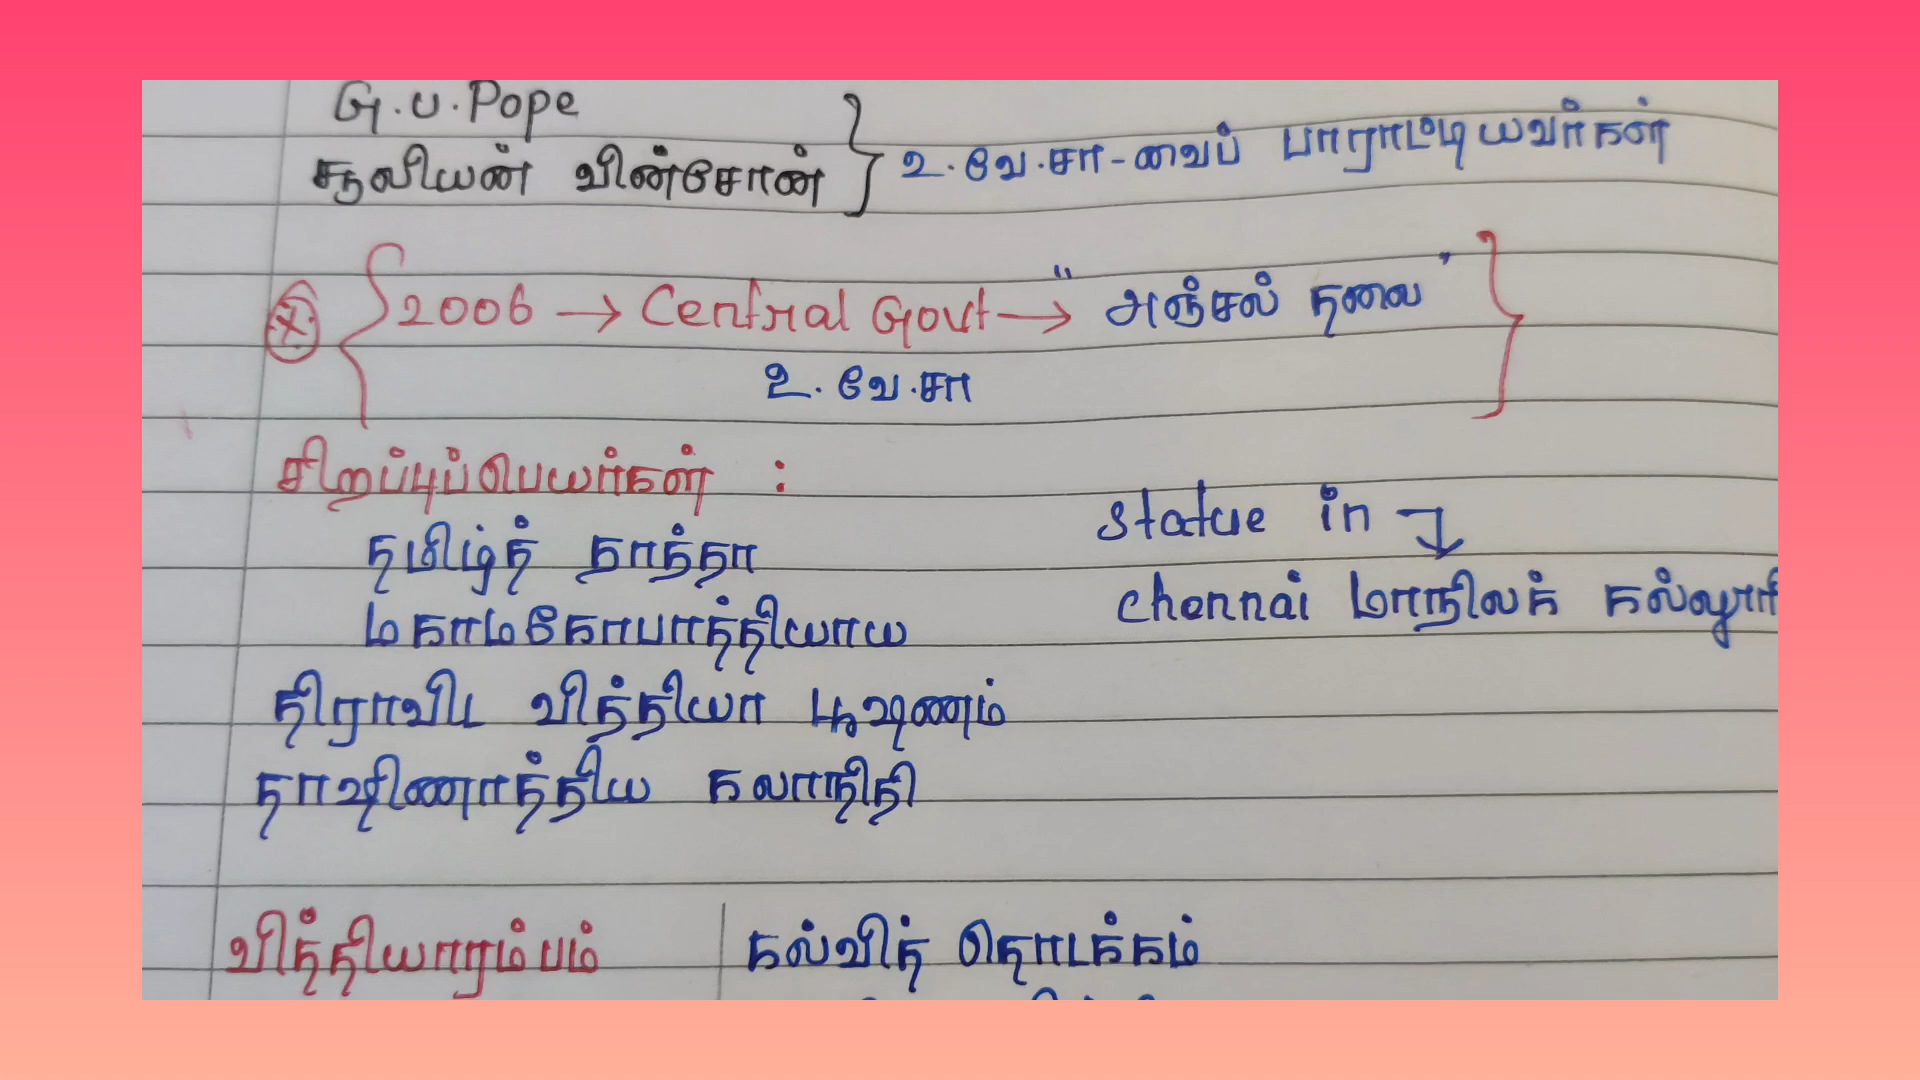 G.U.Pope
சூலியன் வின்சோன் } உ.வே.சா-வைப் பாராட்டியவர்கள்
2006 → Central Govt → "அஞ்சல் தலை"
உ.வே.சா
சிறப்புப்பெயர்கள் :
தமிழ்த் தாத்தா
statue in
மகாமகோபாத்தியாய
chennai மாநிலக் கல்லூரி
திராவிட வித்தியா பூஷணம்
தாஷிணாத்திய கலாநிதி
வித்தியாரம்பம் | கல்வித் தொடக்கம்